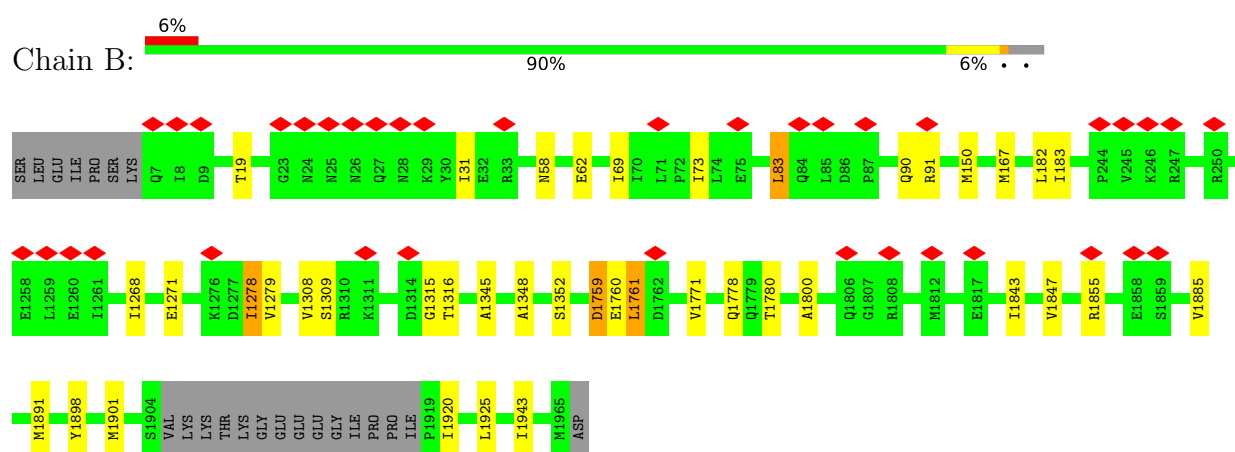 6%
Chain B:
90% 6% • •
SER LEU GLU ILE PRO SER LYS Q7 I8 D9 T19 G23 N24 N25 N26 Q27 N28 K29 Y30 I31 E32 R33 N58 E62 I69 I70 L71 P72 I73 L74 E75 L83 Q84 L85 D86 P87 Q90 R91 M150 M167 L182 I183 P244 V245 K246 R247 R250
E1258 L1259 E1260 I1261 I1268 E1271 K1276 D1277 I1278 V1279 V1308 S1309 R1310 K1311 D1314 G1315 T1316 A1345 A1348 S1352 D1759 E1760 L1761 D1762 V1771 Q1778 Q1779 T1780 A1800 Q1806 G1807 R1808 M1812 E1817 I1843 V1847 R1855 E1858 S1859 V1885
M1891 Y1898 M1901 S1904 VAL LYS LYS THR LYS GLY GLU GLU GLU GLY ILE PRO PRO ILE P1919 I1920 L1925 I1943 M1965 ASP